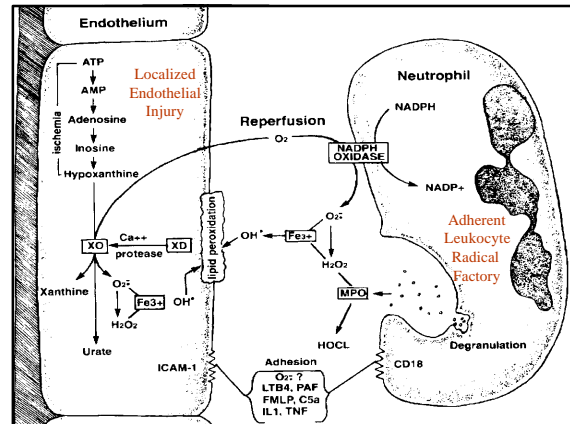 Endothelium
ATP
AMP
Adenosine
Inosine
Hypoxanthine
ischemia
Localized
Endothelial
Injury
Ca++
XO
XD
protease
Xanthine
O₂⁻
Fe3+
H₂O₂
OH•
Urate
lipid peroxidation
ICAM-1
Reperfusion
O₂
Neutrophil
NADPH
NADPH
OXIDASE
NADP+
O₂⁻
OH•
Fe3+
H₂O₂
MPO
HOCL
Adherent
Leukocyte
Radical
Factory
Degranulation
CD18
Adhesion
O₂⁻ ?
LTB4, PAF
FMLP, C5a
IL1, TNF